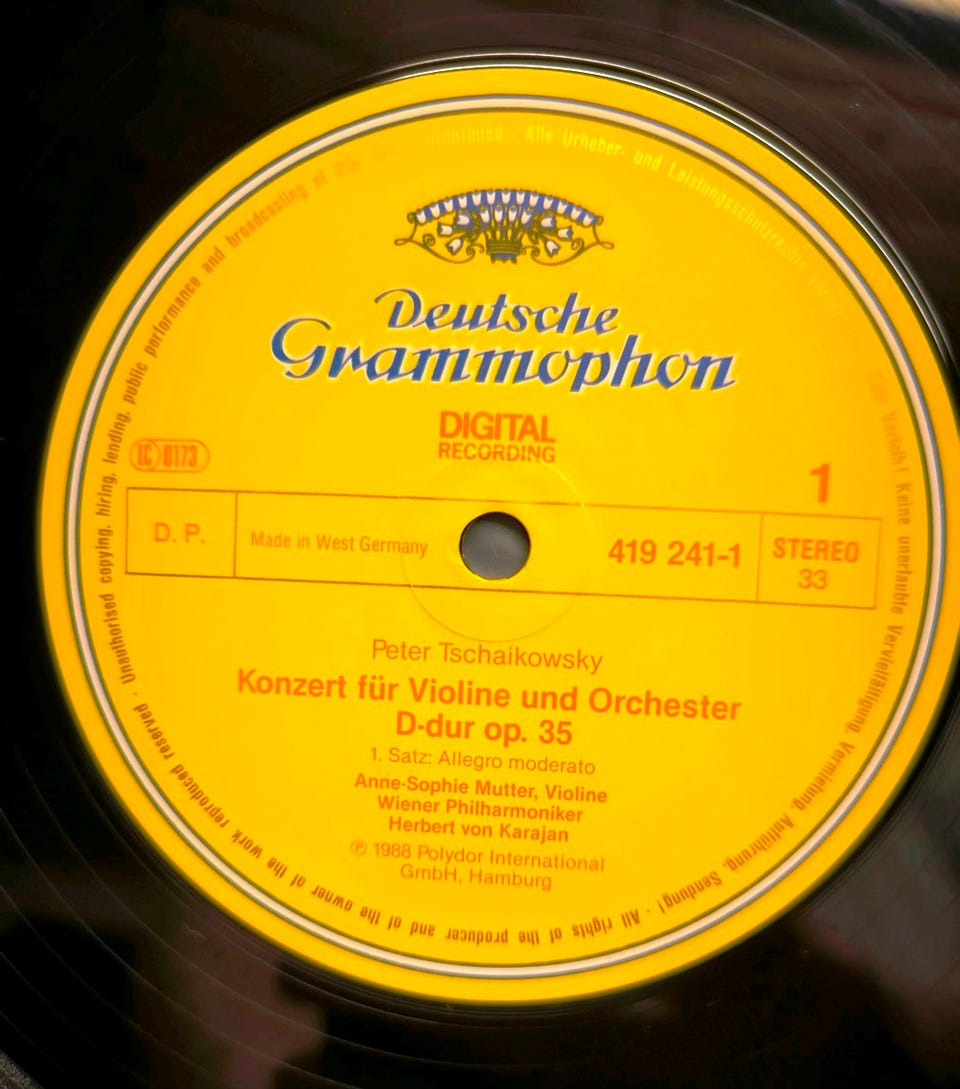 Deutsche
Grammophon
DIGITAL
RECORDING
LC 0173
1
D. P.
Made in West Germany
419 241-1
STEREO
33
Peter Tschaikowsky
Konzert für Violine und Orchester
D-dur op. 35
1. Satz: Allegro moderato
Anne-Sophie Mutter, Violine
Wiener Philharmoniker
Herbert von Karajan
℗ 1988 Polydor International
GmbH, Hamburg
Alle Urheber- und Leistungsschutzrechte
Keine unerlaubte Vervielfältigung, Vermietung, Aufführung, Sendung! · All rights of the producer and of the owner of the work reproduced reserved · Unauthorised copying, hiring, lending, public performance and broadcasting of this prohibited ·